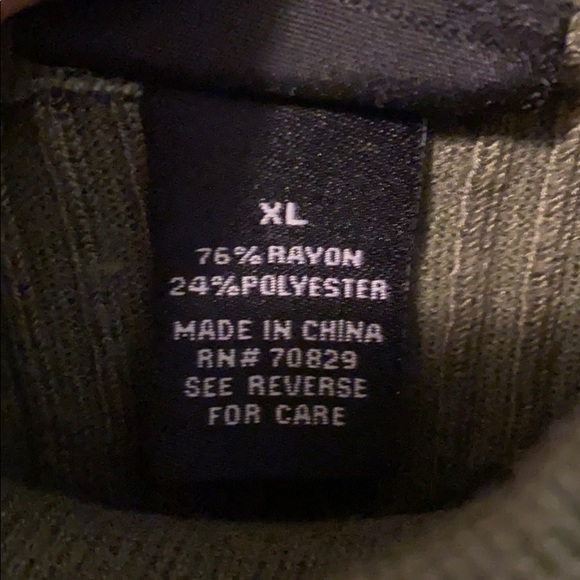 XL
76% RAYON
24% POLYESTER
MADE IN CHINA
RN# 70829
SEE REVERSE
FOR CARE